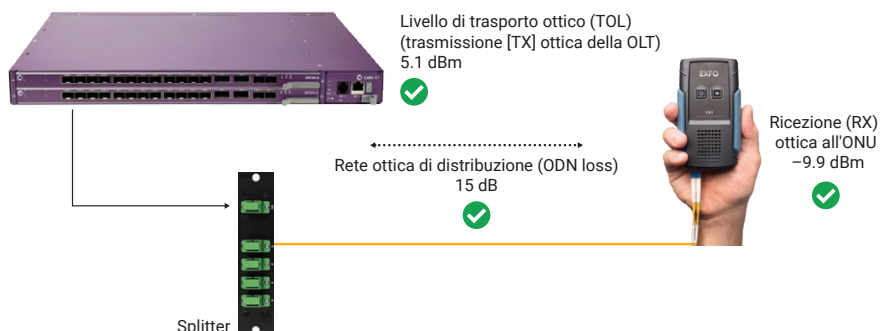 Livello di trasporto ottico (TOL)
(trasmissione [TX] ottica della OLT)
5.1 dBm
EXFO
Ricezione (RX)
ottica all'ONU
–9.9 dBm
Rete ottica di distribuzione (ODN loss)
15 dB
Splitter